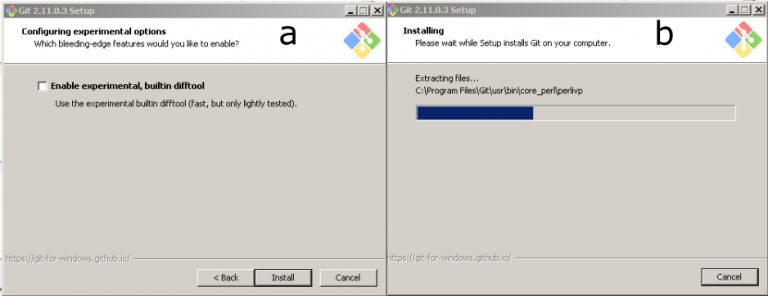 Git 2.11.0.3 Setup
Configuring experimental options
Which bleeding-edge features would you like to enable?
a
Enable experimental, builtin difftool
Use the experimental builtin difftool (fast, but only lightly tested).
https://git-for-windows.github.io/
< Back
Install
Cancel
Git 2.11.0.3 Setup
Installing
Please wait while Setup installs Git on your computer.
b
Extracting files...
C:\Program Files\Git\usr\bin\core_perl\perlivp
https://git-for-windows.github.io/
Cancel